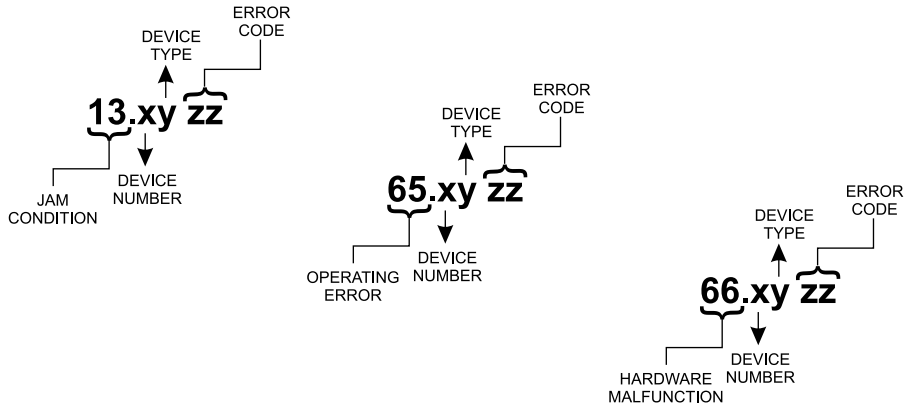 ERROR
CODE
DEVICE
TYPE
13.xy zz
JAM
CONDITION
DEVICE
NUMBER
ERROR
CODE
DEVICE
TYPE
65.xy zz
OPERATING
ERROR
DEVICE
NUMBER
ERROR
CODE
DEVICE
TYPE
66.xy zz
HARDWARE
MALFUNCTION
DEVICE
NUMBER